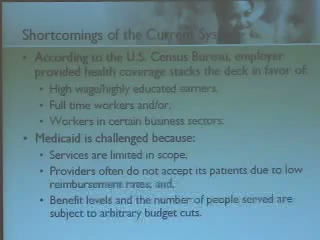 Shortcomings of the Current System
• According to the U.S. Census Bureau, employer
provided health coverage stacks the deck in favor of:
• High wage/highly educated earners,
• Full time workers and/or,
• Workers in certain business sectors.
• Medicaid is challenged because:
• Services are limited in scope,
• Providers often do not accept its patients due to low
reimbursement rates; and,
• Benefit levels and the number of people served are
subject to arbitrary budget cuts.